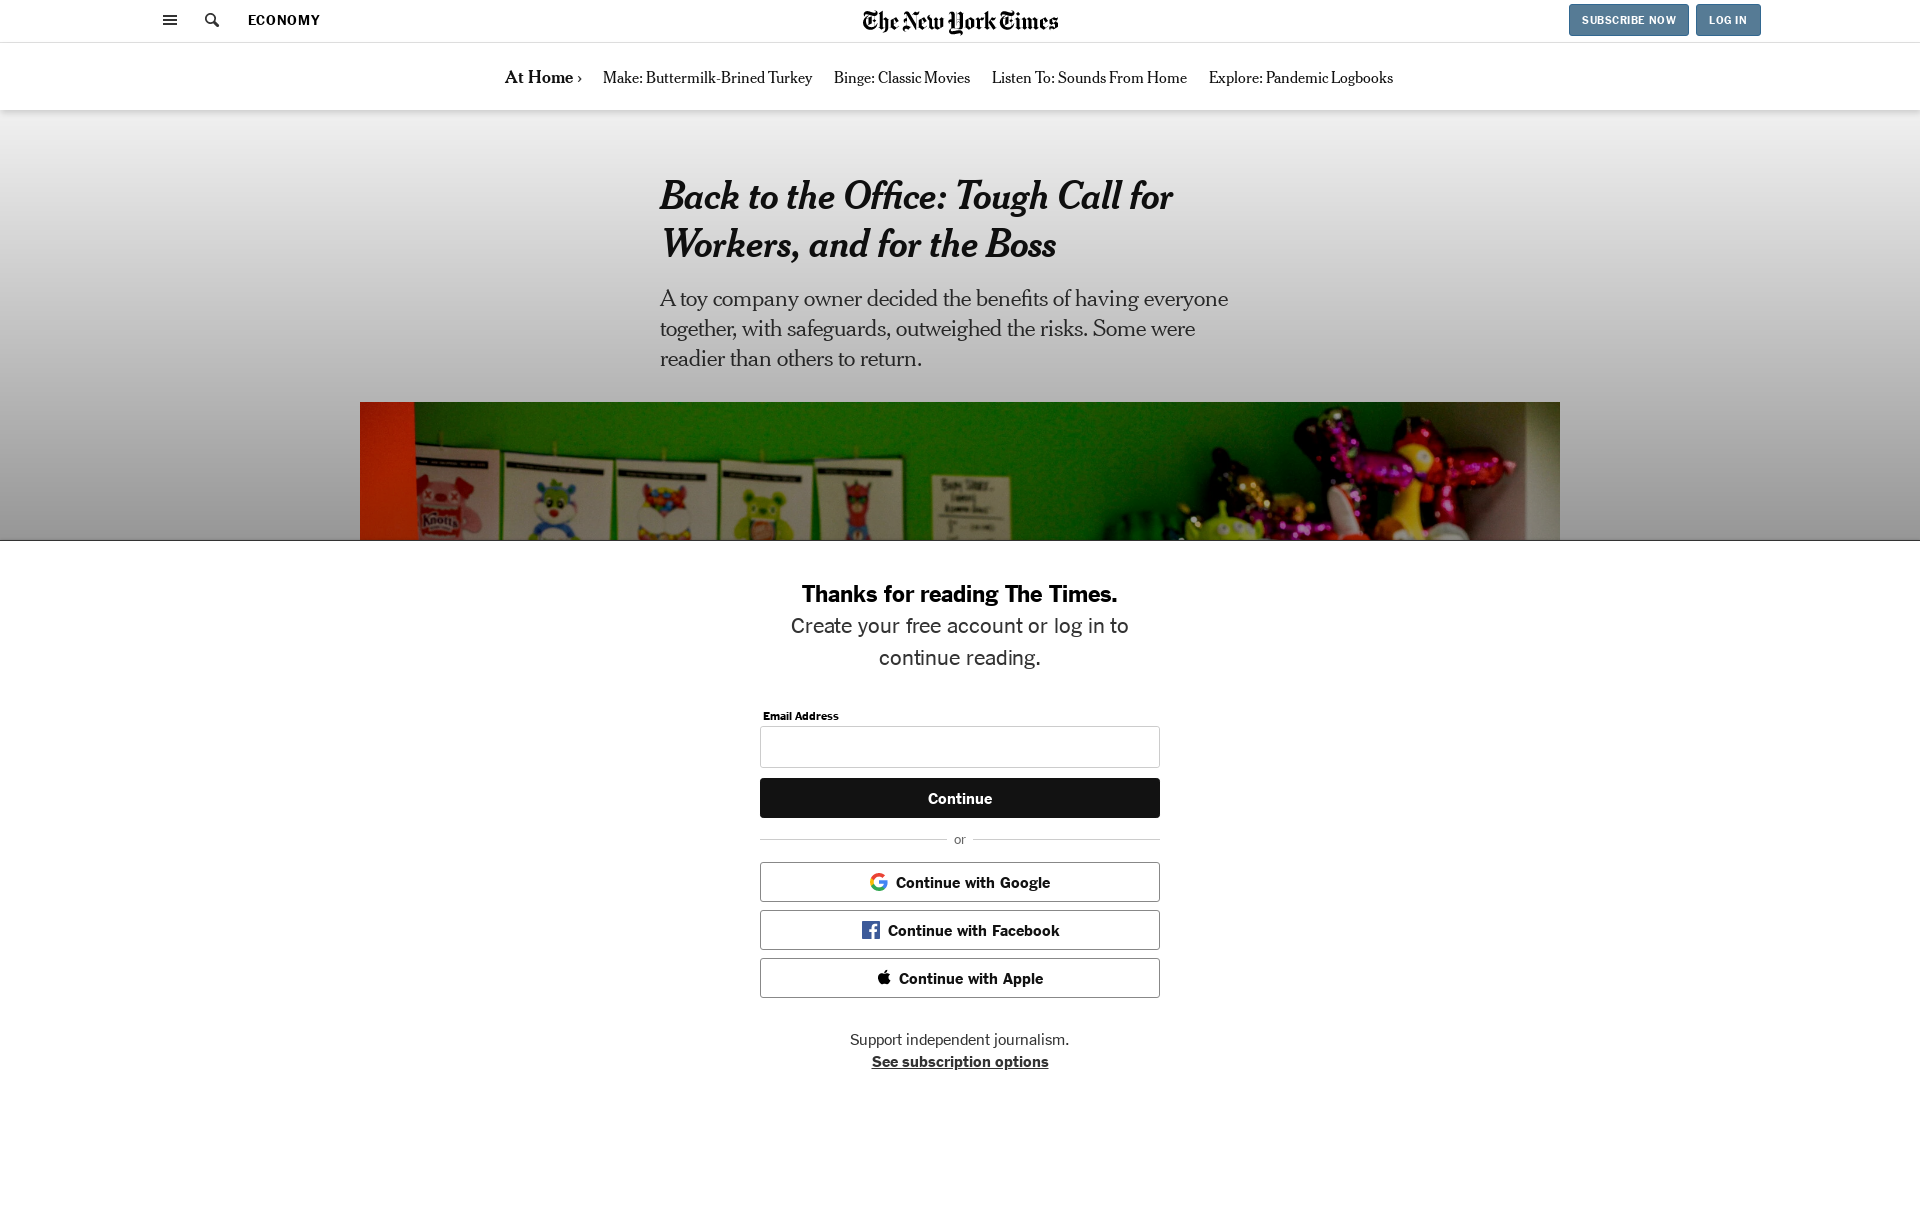 ECONOMY
The New York Times
SUBSCRIBE NOW
LOG IN
At Home ›
Make: Buttermilk-Brined Turkey
Binge: Classic Movies
Listen To: Sounds From Home
Explore: Pandemic Logbooks
Back to the Office: Tough Call for
Workers, and for the Boss
A toy company owner decided the benefits of having everyone
together, with safeguards, outweighed the risks. Some were
readier than others to return.
Knotts
Thanks for reading The Times.
Create your free account or log in to
continue reading.
Email Address
Continue
or
Continue with Google
Continue with Facebook
Continue with Apple
Support independent journalism.
See subscription options